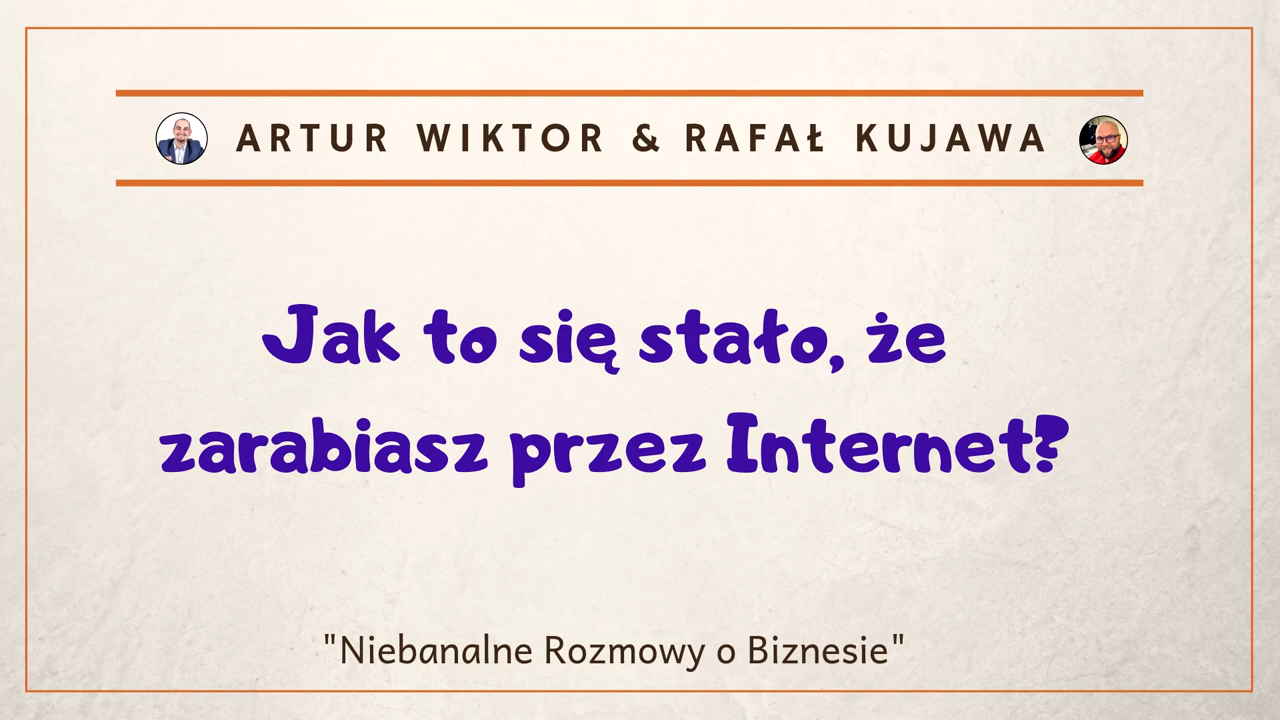 ARTUR WIKTOR & RAFAŁ KUJAWA
Jak to się stało, że
zarabiasz przez Internet?
"Niebanalne Rozmowy o Biznesie"